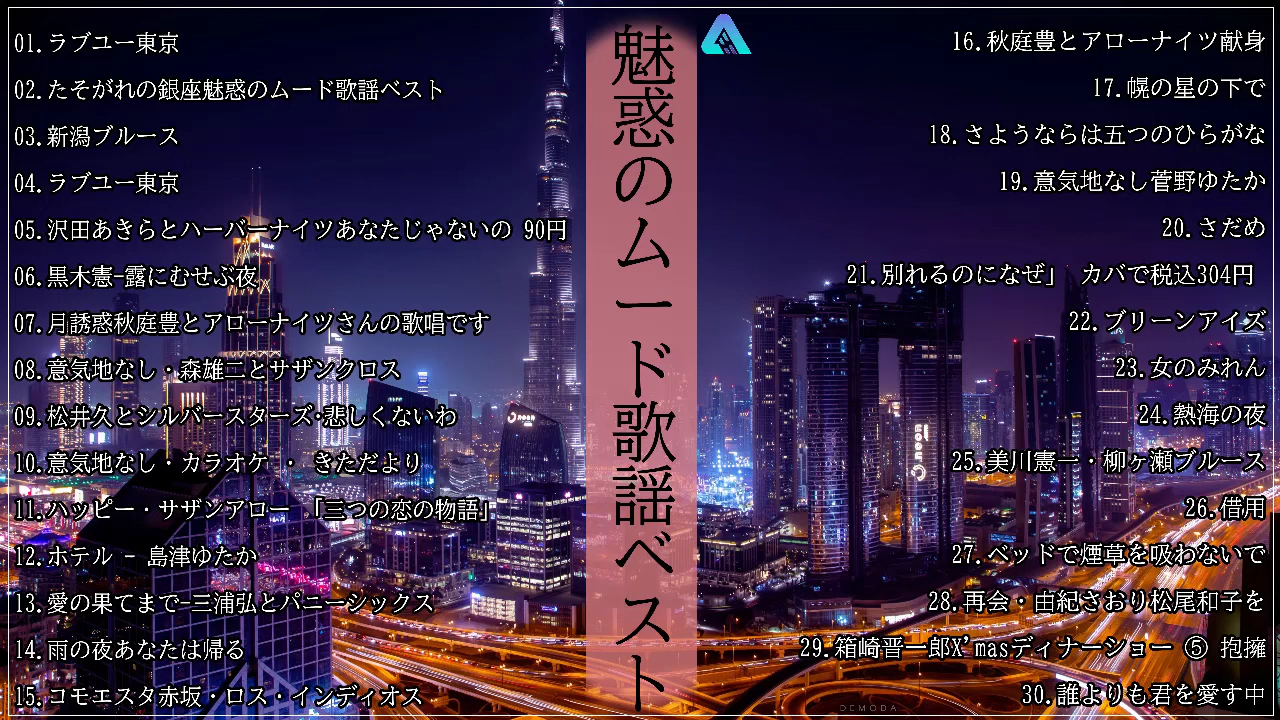 魅惑のムード歌謡ベスト
01.ラブユー東京
02.たそがれの銀座魅惑のムード歌謡ベスト
03.新潟ブルース
04.ラブユー東京
05.沢田あきらとハーバーナイツあなたじゃないの 90円
06.黒木憲-霧にむせぶ夜
07.月誘惑秋庭豊とアローナイツさんの歌唱です
08.意気地なし・森雄二とサザンクロス
09.松井久とシルバースターズ・悲しくないわ
10.意気地なし・カラオケ ・ きただより
11.ハッピー・サザンアロー 「三つの恋の物語」
12.ホテル - 島津ゆたか
13.愛の果てまで-三浦弘とハニーシックス
14.雨の夜あなたは帰る
15.コモエスタ赤坂・ロス・インディオス
16.秋庭豊とアローナイツ献身
17.幌の星の下で
18.さようならは五つのひらがな
19.意気地なし菅野ゆたか
20.さだめ
21.別れるのになぜ」 カバで税込304円
22.グリーンアイズ
23.女のみれん
24.熱海の夜
25.美川憲一・柳ヶ瀬ブルース
26.借用
27.ベッドで煙草を吸わないで
28.再会・由紀さおり松尾和子を
29.箱崎晋一郎X'masディナーショー ⑤ 抱擁
30.誰よりも君を愛す中
noon
noon
DEMODA